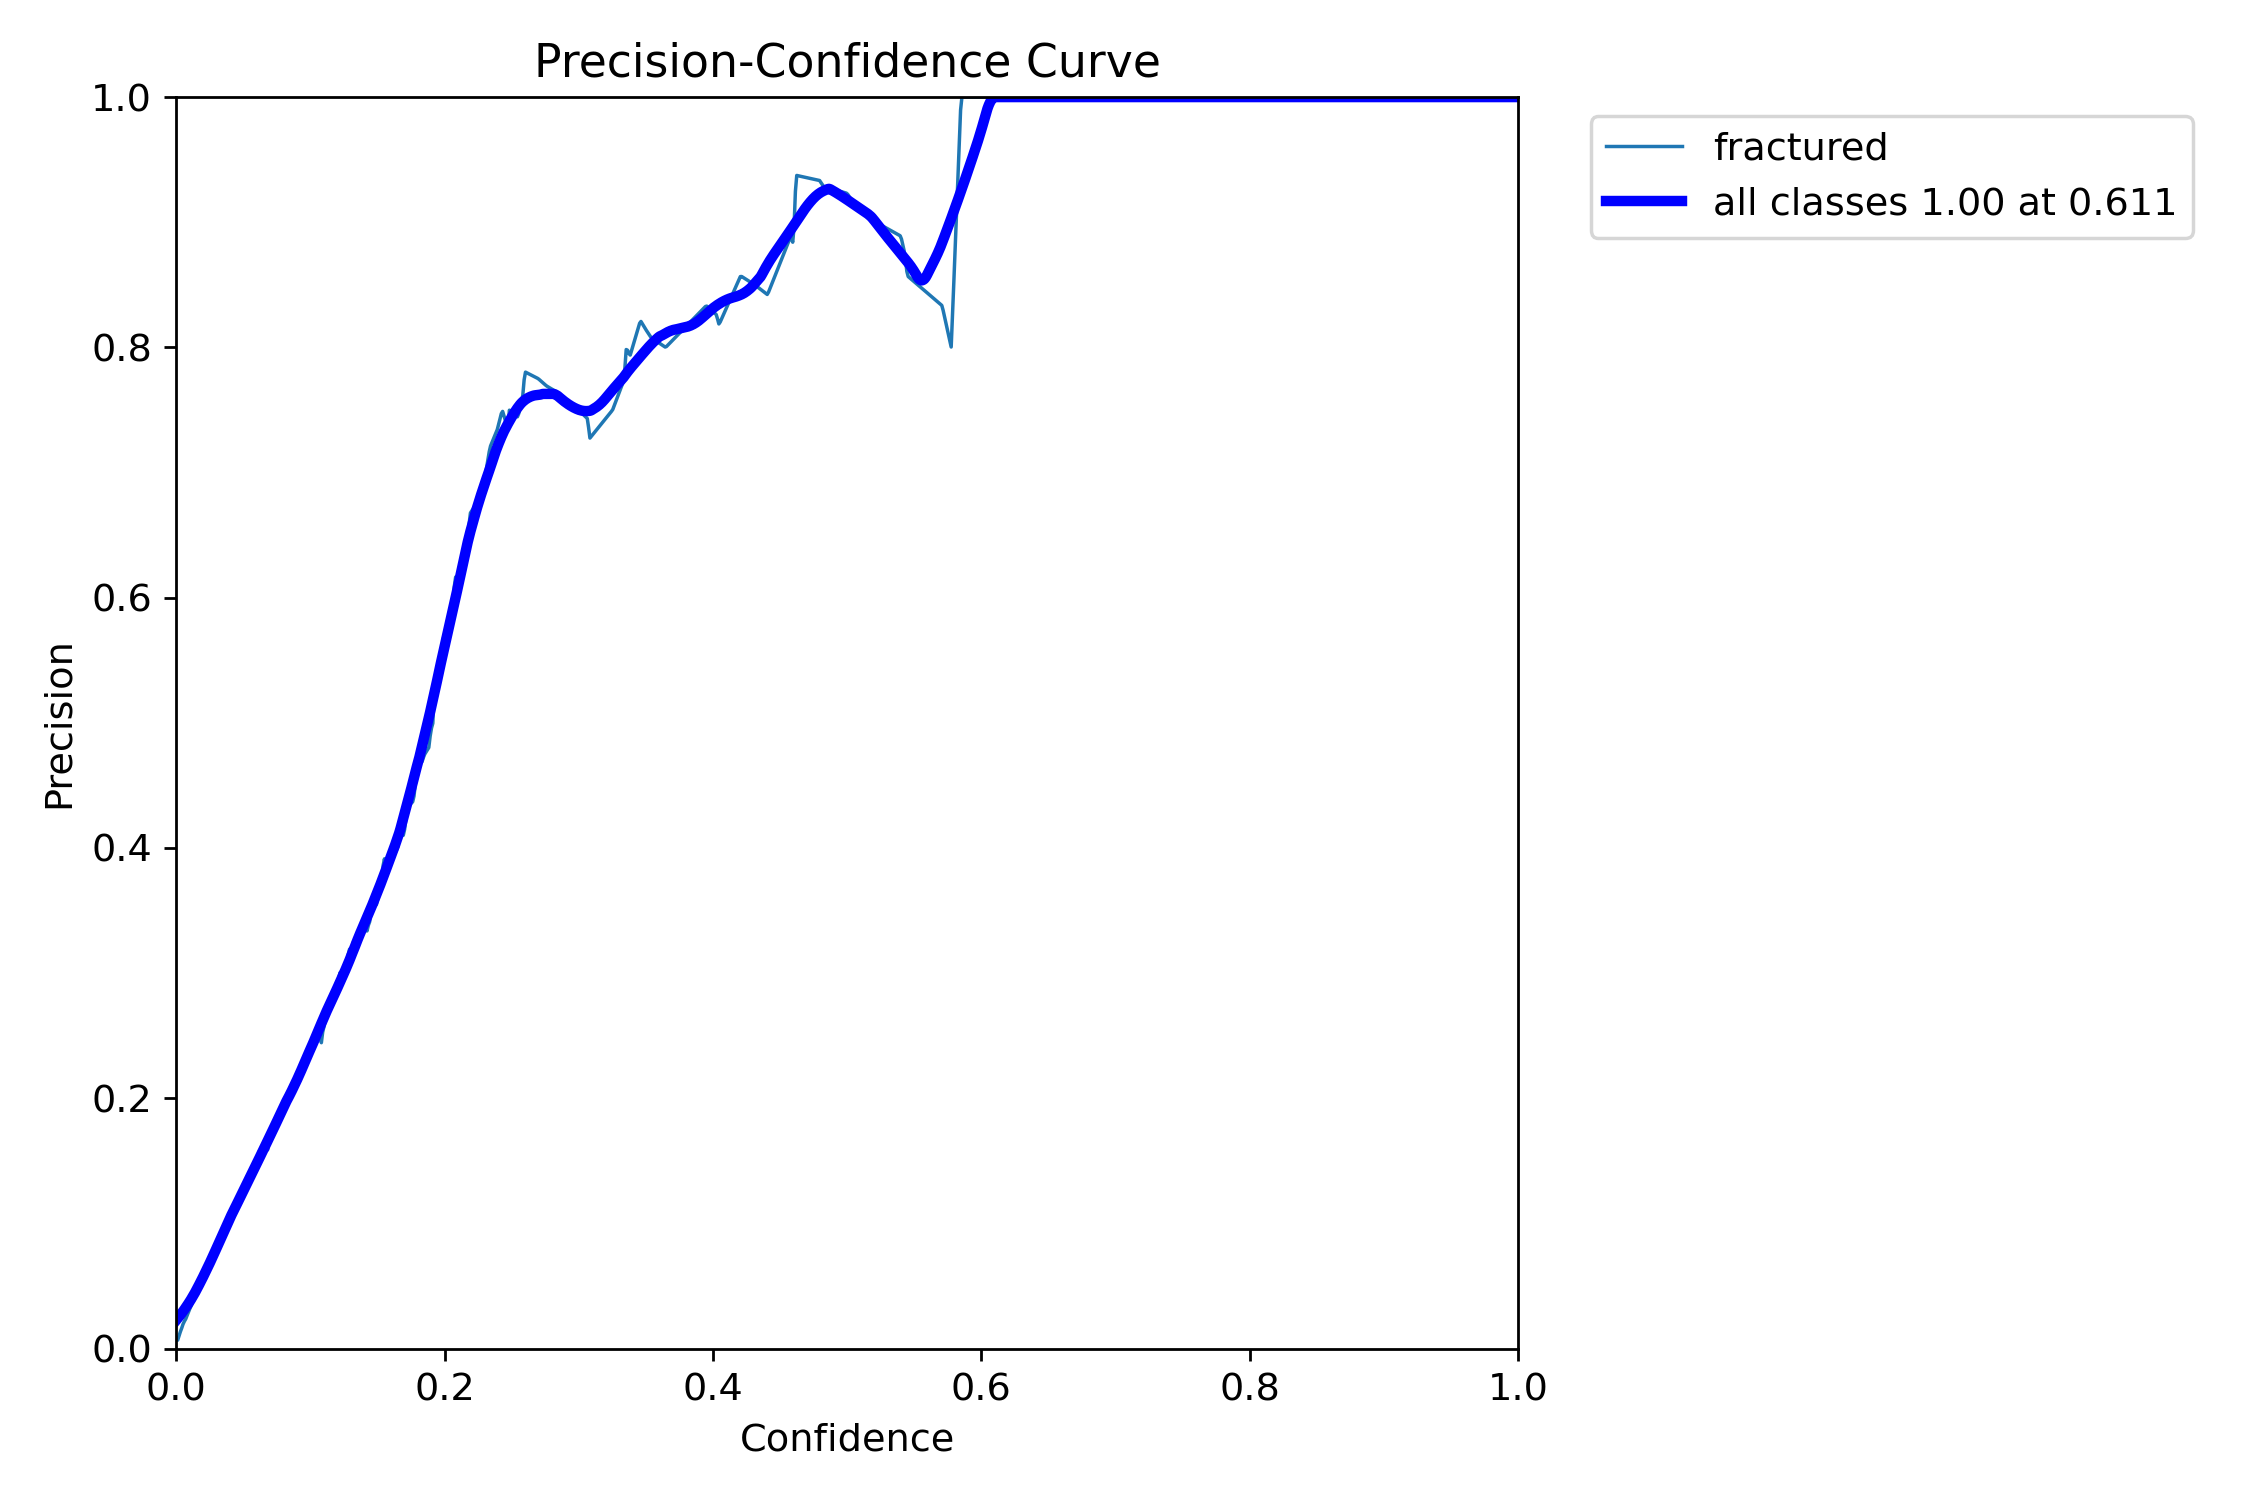 Precision-Confidence Curve
1.0
0.8
0.6
0.4
0.2
0.0
Precision
0.0 0.2 0.4 0.6 0.8 1.0
Confidence
fractured
all classes 1.00 at 0.611